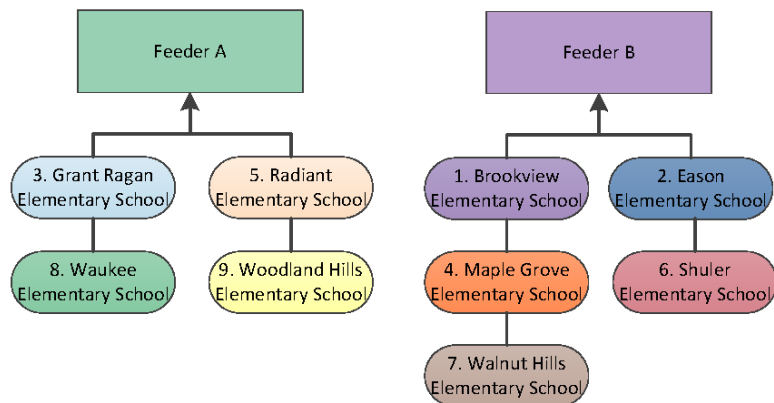 Feeder A
Feeder B
3. Grant Ragan
Elementary School
5. Radiant
Elementary School
1. Brookview
Elementary School
2. Eason
Elementary School
8. Waukee
Elementary School
9. Woodland Hills
Elementary School
4. Maple Grove
Elementary School
6. Shuler
Elementary School
7. Walnut Hills
Elementary School